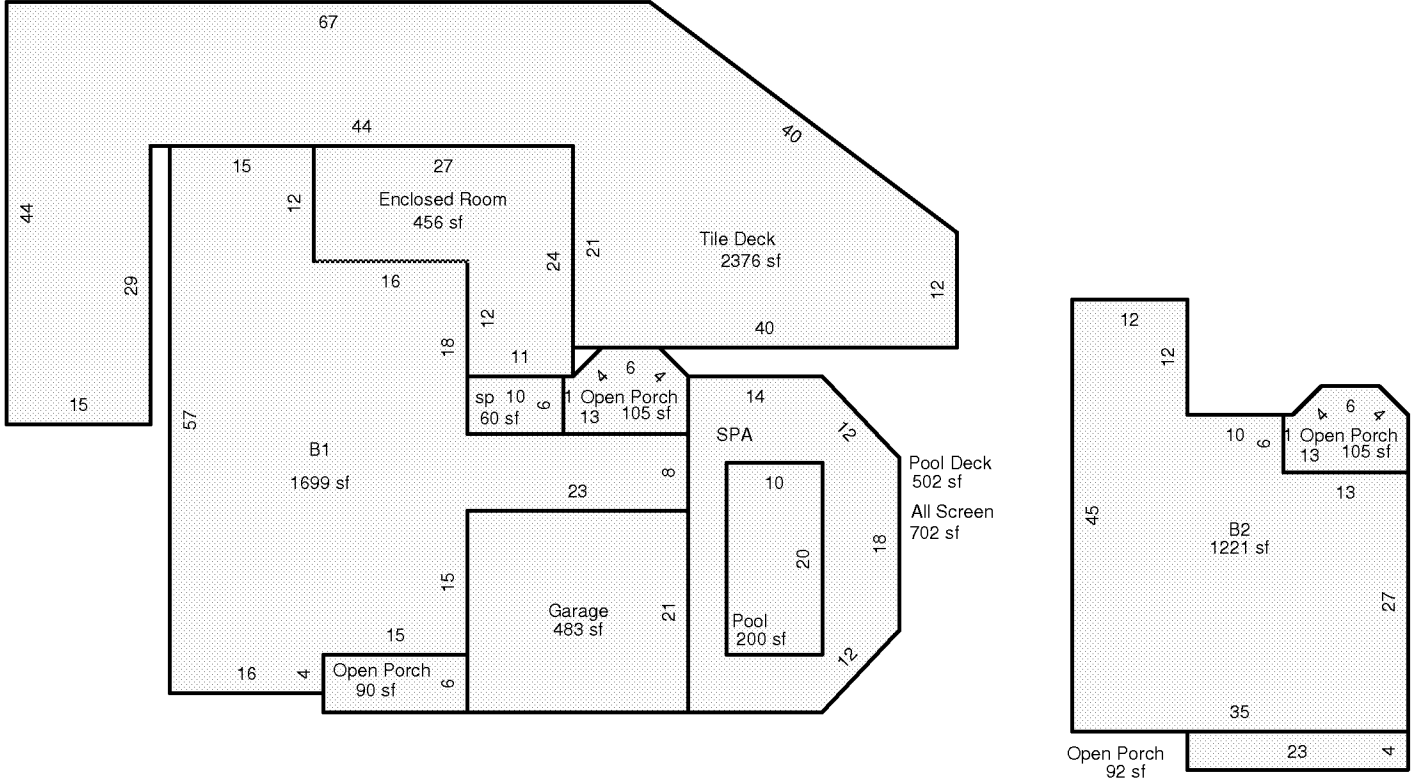 67
44
40
15
27
12
Enclosed Room
456 sf
44
Tile Deck
2376 sf
21
24
29
16
12
12
40
18
11
15
57
sp 10
60 sf
6
1
4
6
4
Open Porch
13
105 sf
14
12
SPA
B1
1699 sf
8
23
10
Pool Deck
502 sf
All Screen
702 sf
18
20
15
Garage
483 sf
21
Pool
200 sf
12
15
16
4
Open Porch
90 sf
6
12
12
10
6
1
4
6
4
Open Porch
13
105 sf
13
45
B2
1221 sf
27
35
Open Porch
92 sf
23
4